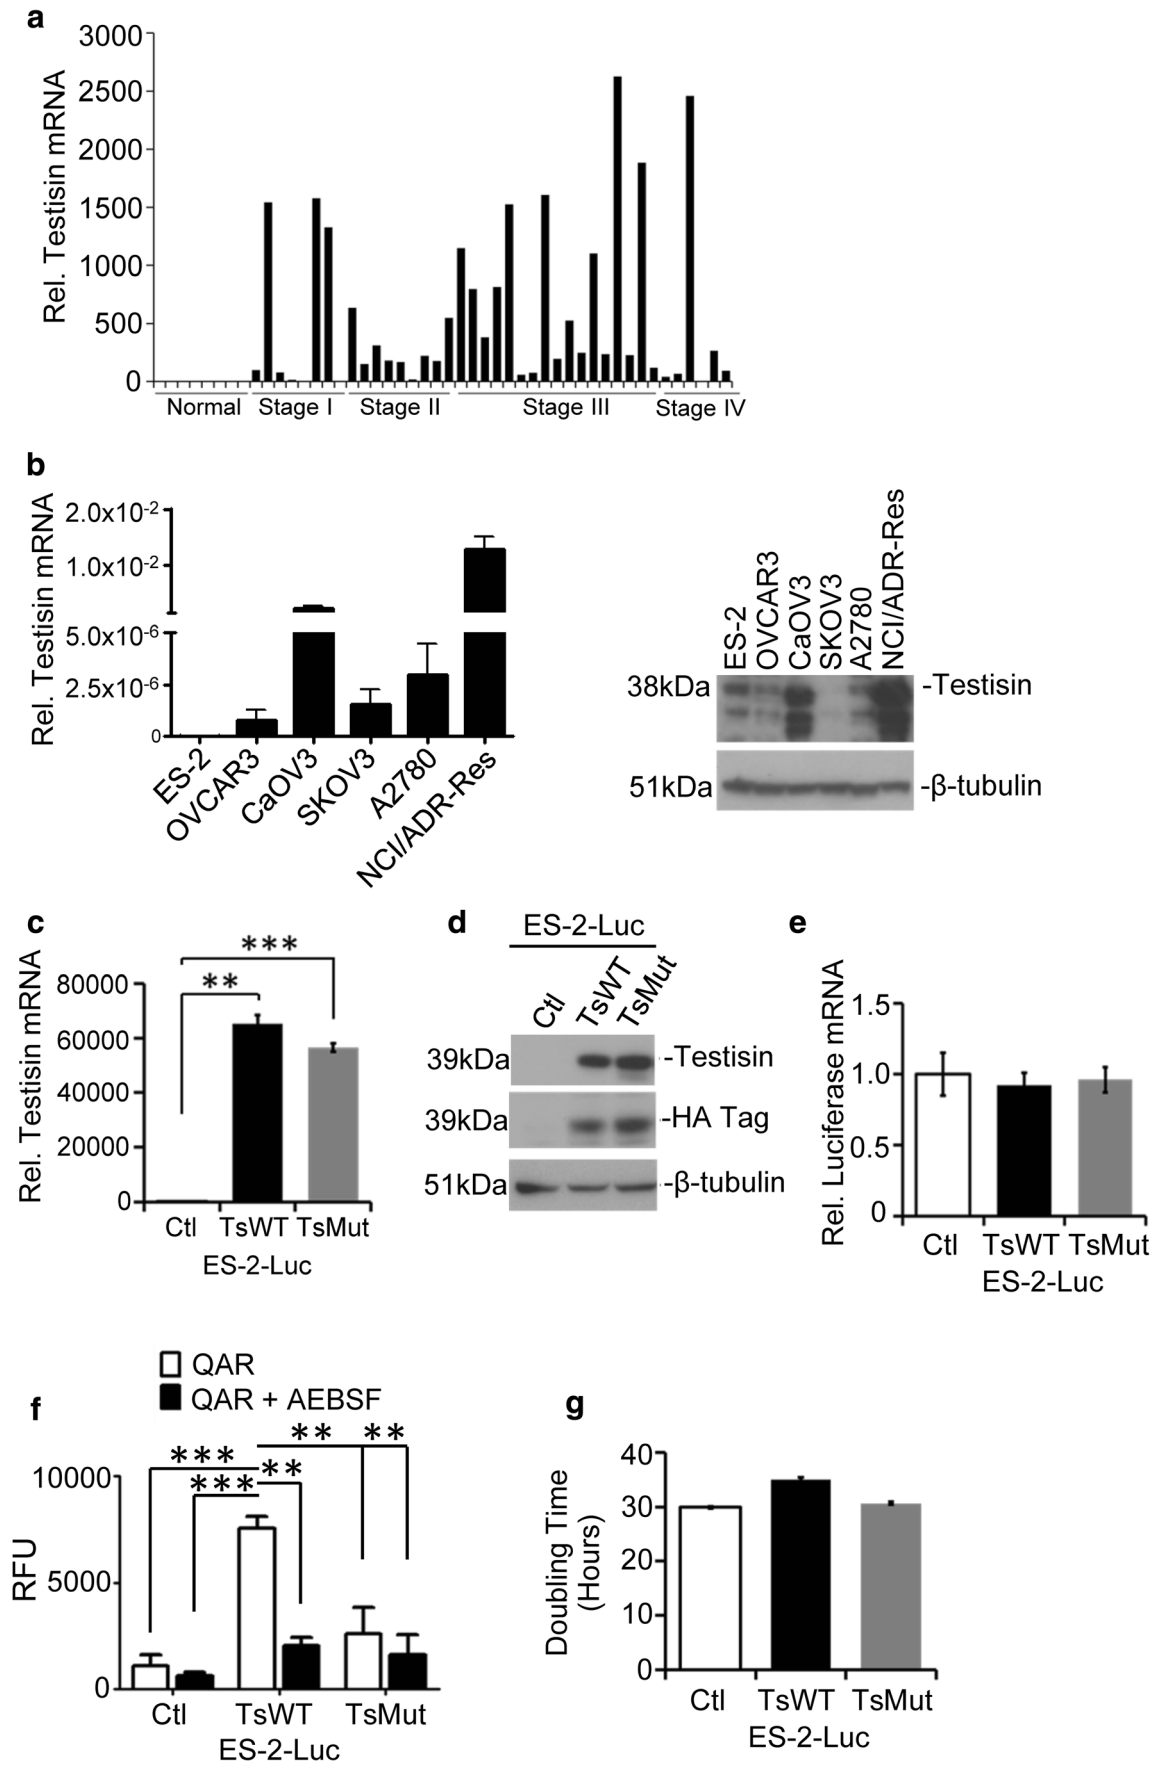 a
3000
2500
2000
1500
1000
500
0
Rel. Testisin mRNA
Normal Stage I Stage II Stage III Stage IV
b
2.0x10-2
1.0x10-2
5.0x10-6
2.5x10-6
0
Rel. Testisin mRNA
ES-2 OVCAR3 CaOV3 SKOV3 A2780 NCI/ADR-Res
ES-2 OVCAR3 CaOV3 SKOV3 A2780 NCI/ADR-Res
38kDa -Testisin
51kDa -β-tubulin
c
80000
60000
40000
20000
0
Rel. Testisin mRNA
***
**
Ctl TsWT TsMut
ES-2-Luc
d
ES-2-Luc
Ctl TsWT TsMut
39kDa -Testisin
39kDa -HA Tag
51kDa -β-tubulin
e
1.5
1.0
0.5
0
Rel. Luciferase mRNA
Ctl TsWT TsMut
ES-2-Luc
f
QAR
QAR + AEBSF
** **
*** **
***
10000
5000
0
RFU
Ctl TsWT TsMut
ES-2-Luc
g
40
30
20
10
0
Doubling Time
(Hours)
Ctl TsWT TsMut
ES-2-Luc